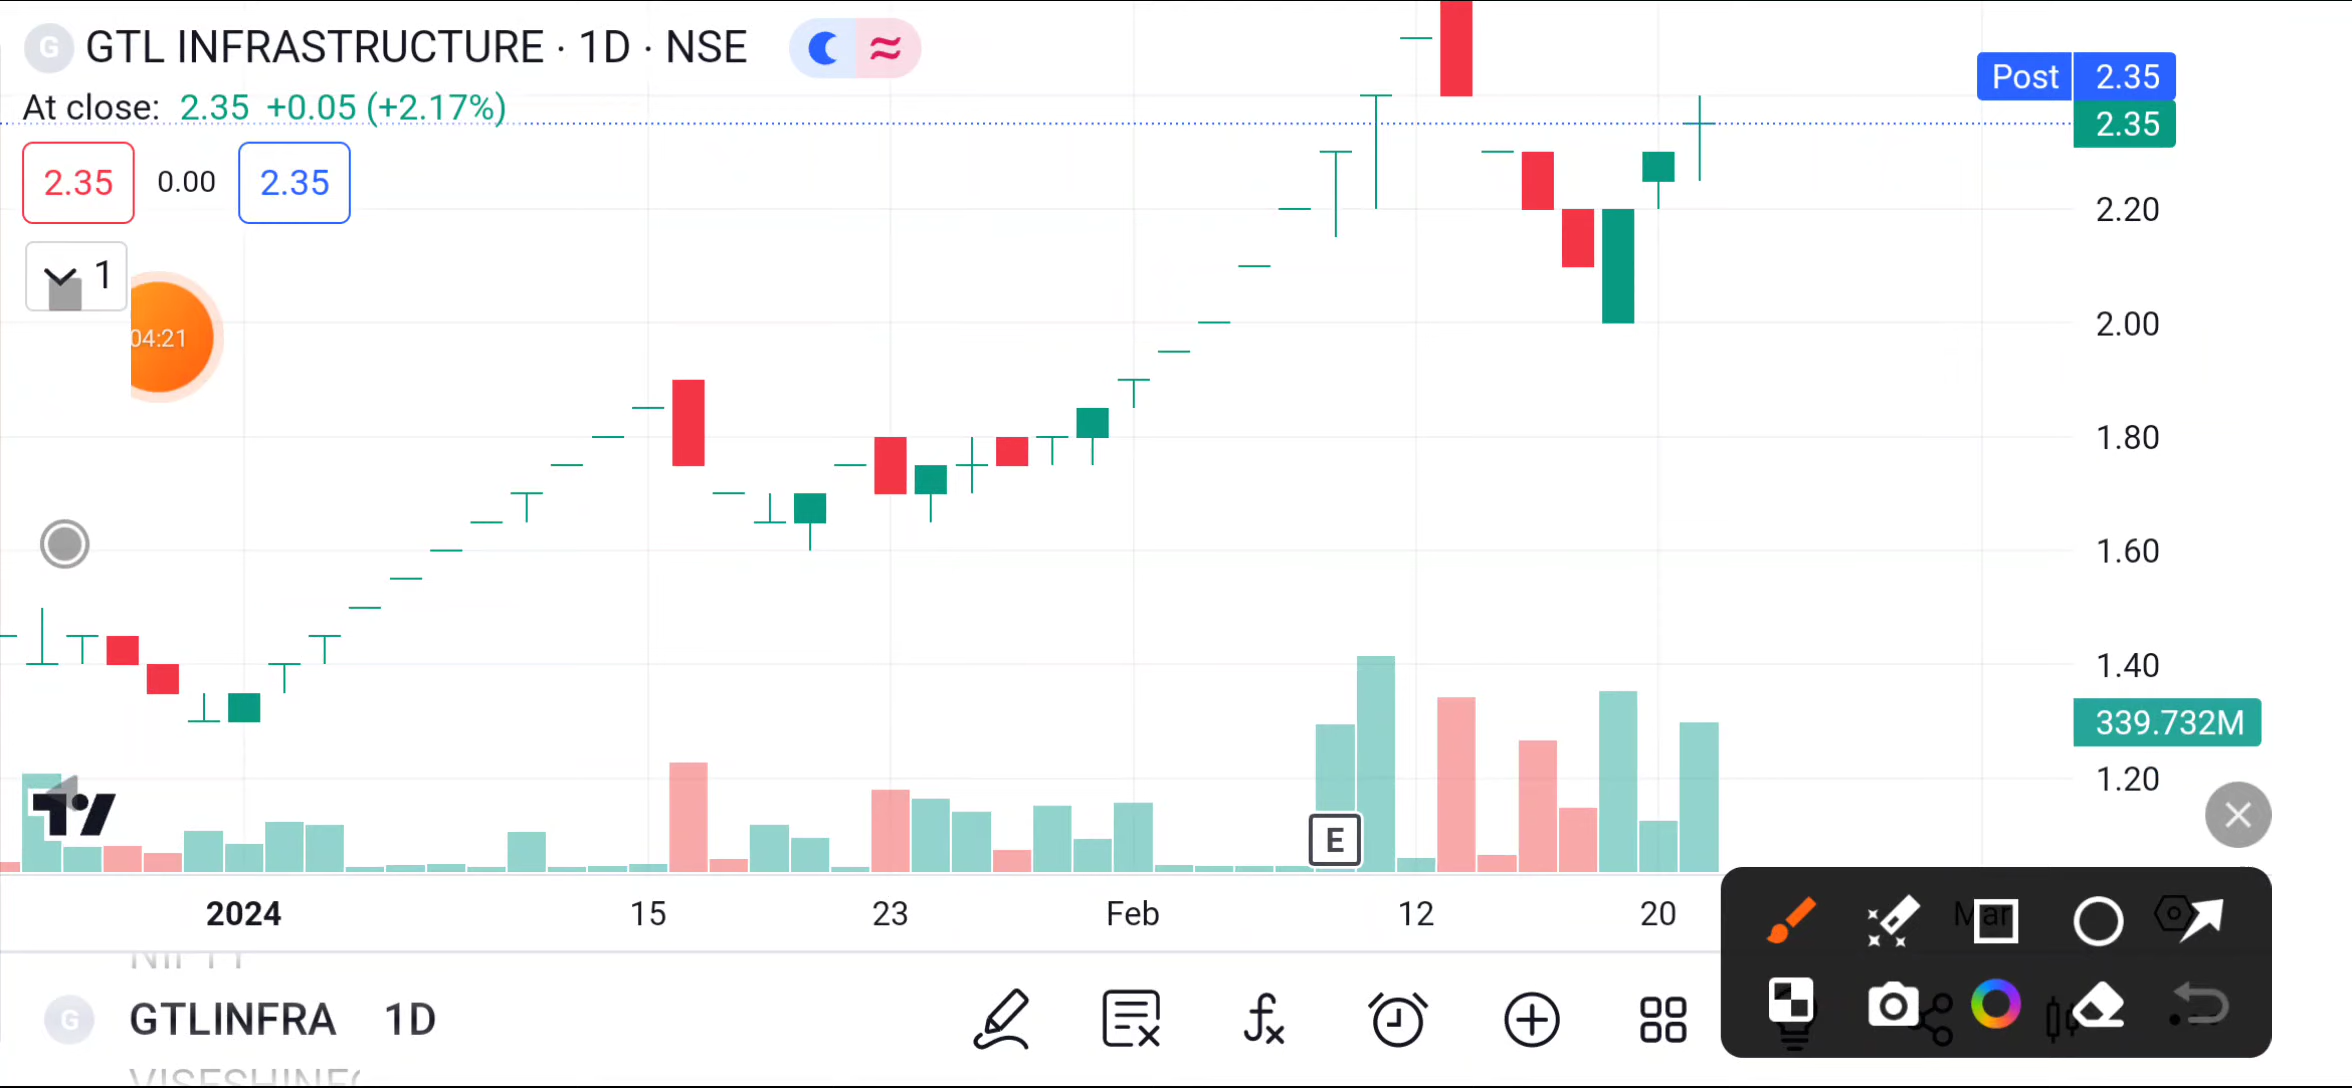 G GTL INFRASTRUCTURE · 1D · NSE
At close: 2.35 +0.05 (+2.17%)
Post 2.35
2.35
2.35 0.00 2.35
1
04:21
2.20
2.00
1.80
1.60
1.40
339.732M
1.20
E
2024 15 23 Feb 12 20 Mar
NIFTY
G GTLINFRA 1D